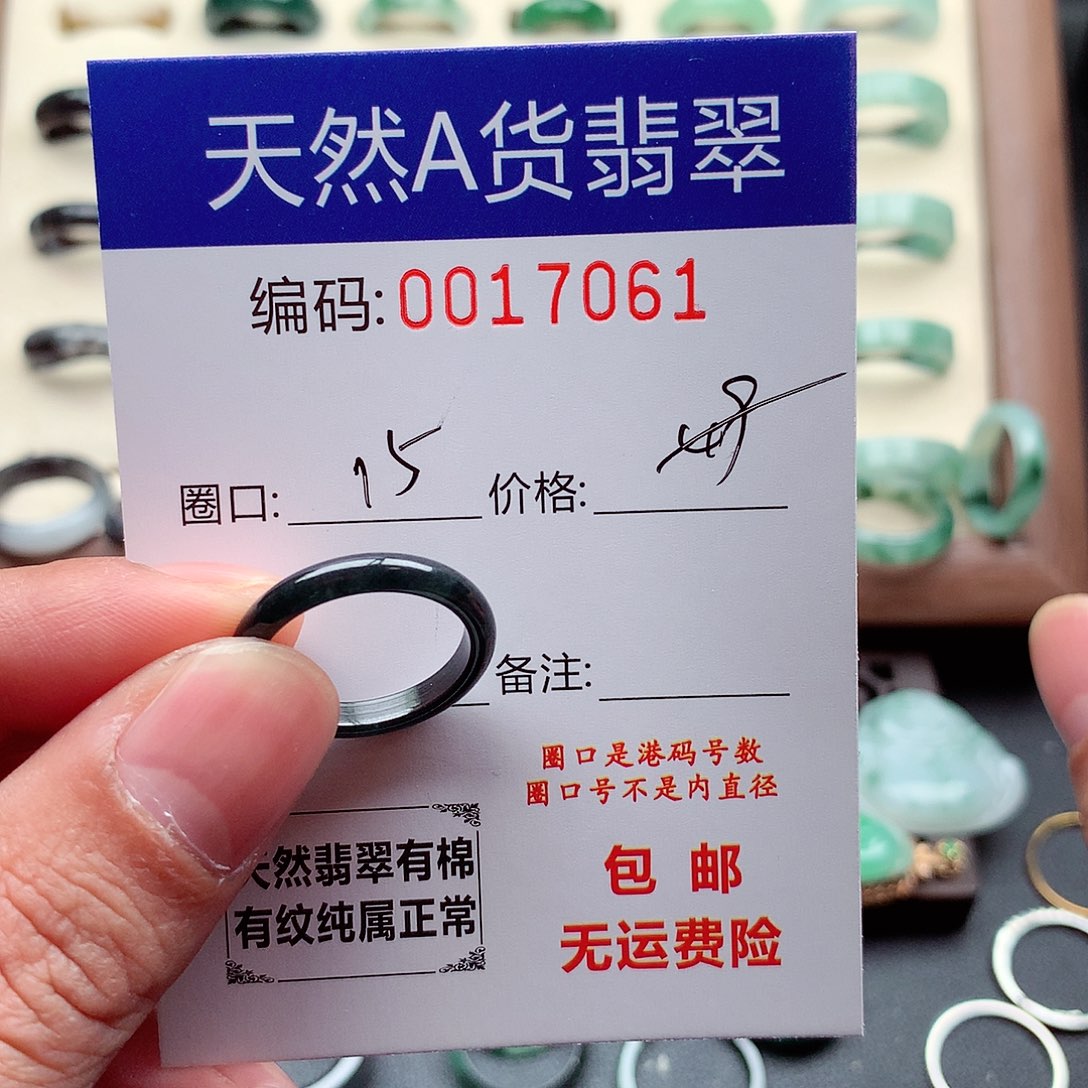 天然A货翡翠
编码:0017061
圈口: 15 价格:
备注:
圈口是港码号数
圈口号不是内直径
天然翡翠有棉
有纹纯属正常
包邮
无运费险